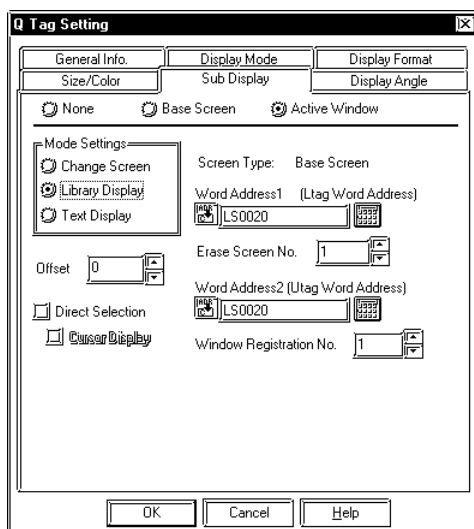 Q Tag Setting
General Info. Display Mode Display Format
Size/Color Sub Display Display Angle
None Base Screen Active Window
Mode Settings
Change Screen
Library Display
Text Display
Screen Type: Base Screen
Word Address1 (Ltag Word Address)
LS0020
Erase Screen No. 1
Offset 0
Word Address2 (Utag Word Address)
LS0020
Direct Selection
Cursor Display
Window Registration No. 1
OK Cancel Help